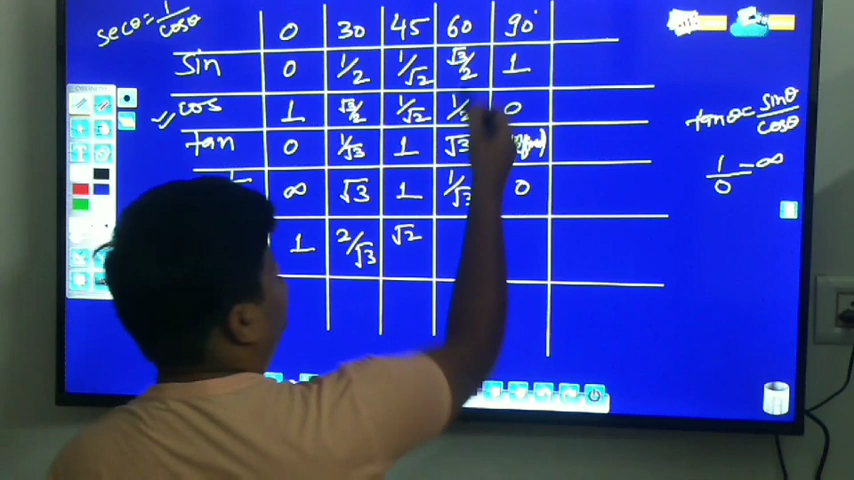 secθ = 1/cosθ
0 30 45 60 90°
Sin 0 1/2 1/√2 √3/2 1
cos 1 √3/2 1/√2 1/2 0
Tan 0 1/√3 1 √3
tanθ = sinθ/cosθ
∞ √3 1 1/√3 0
1/0 = ∞
1 2/√3 √2